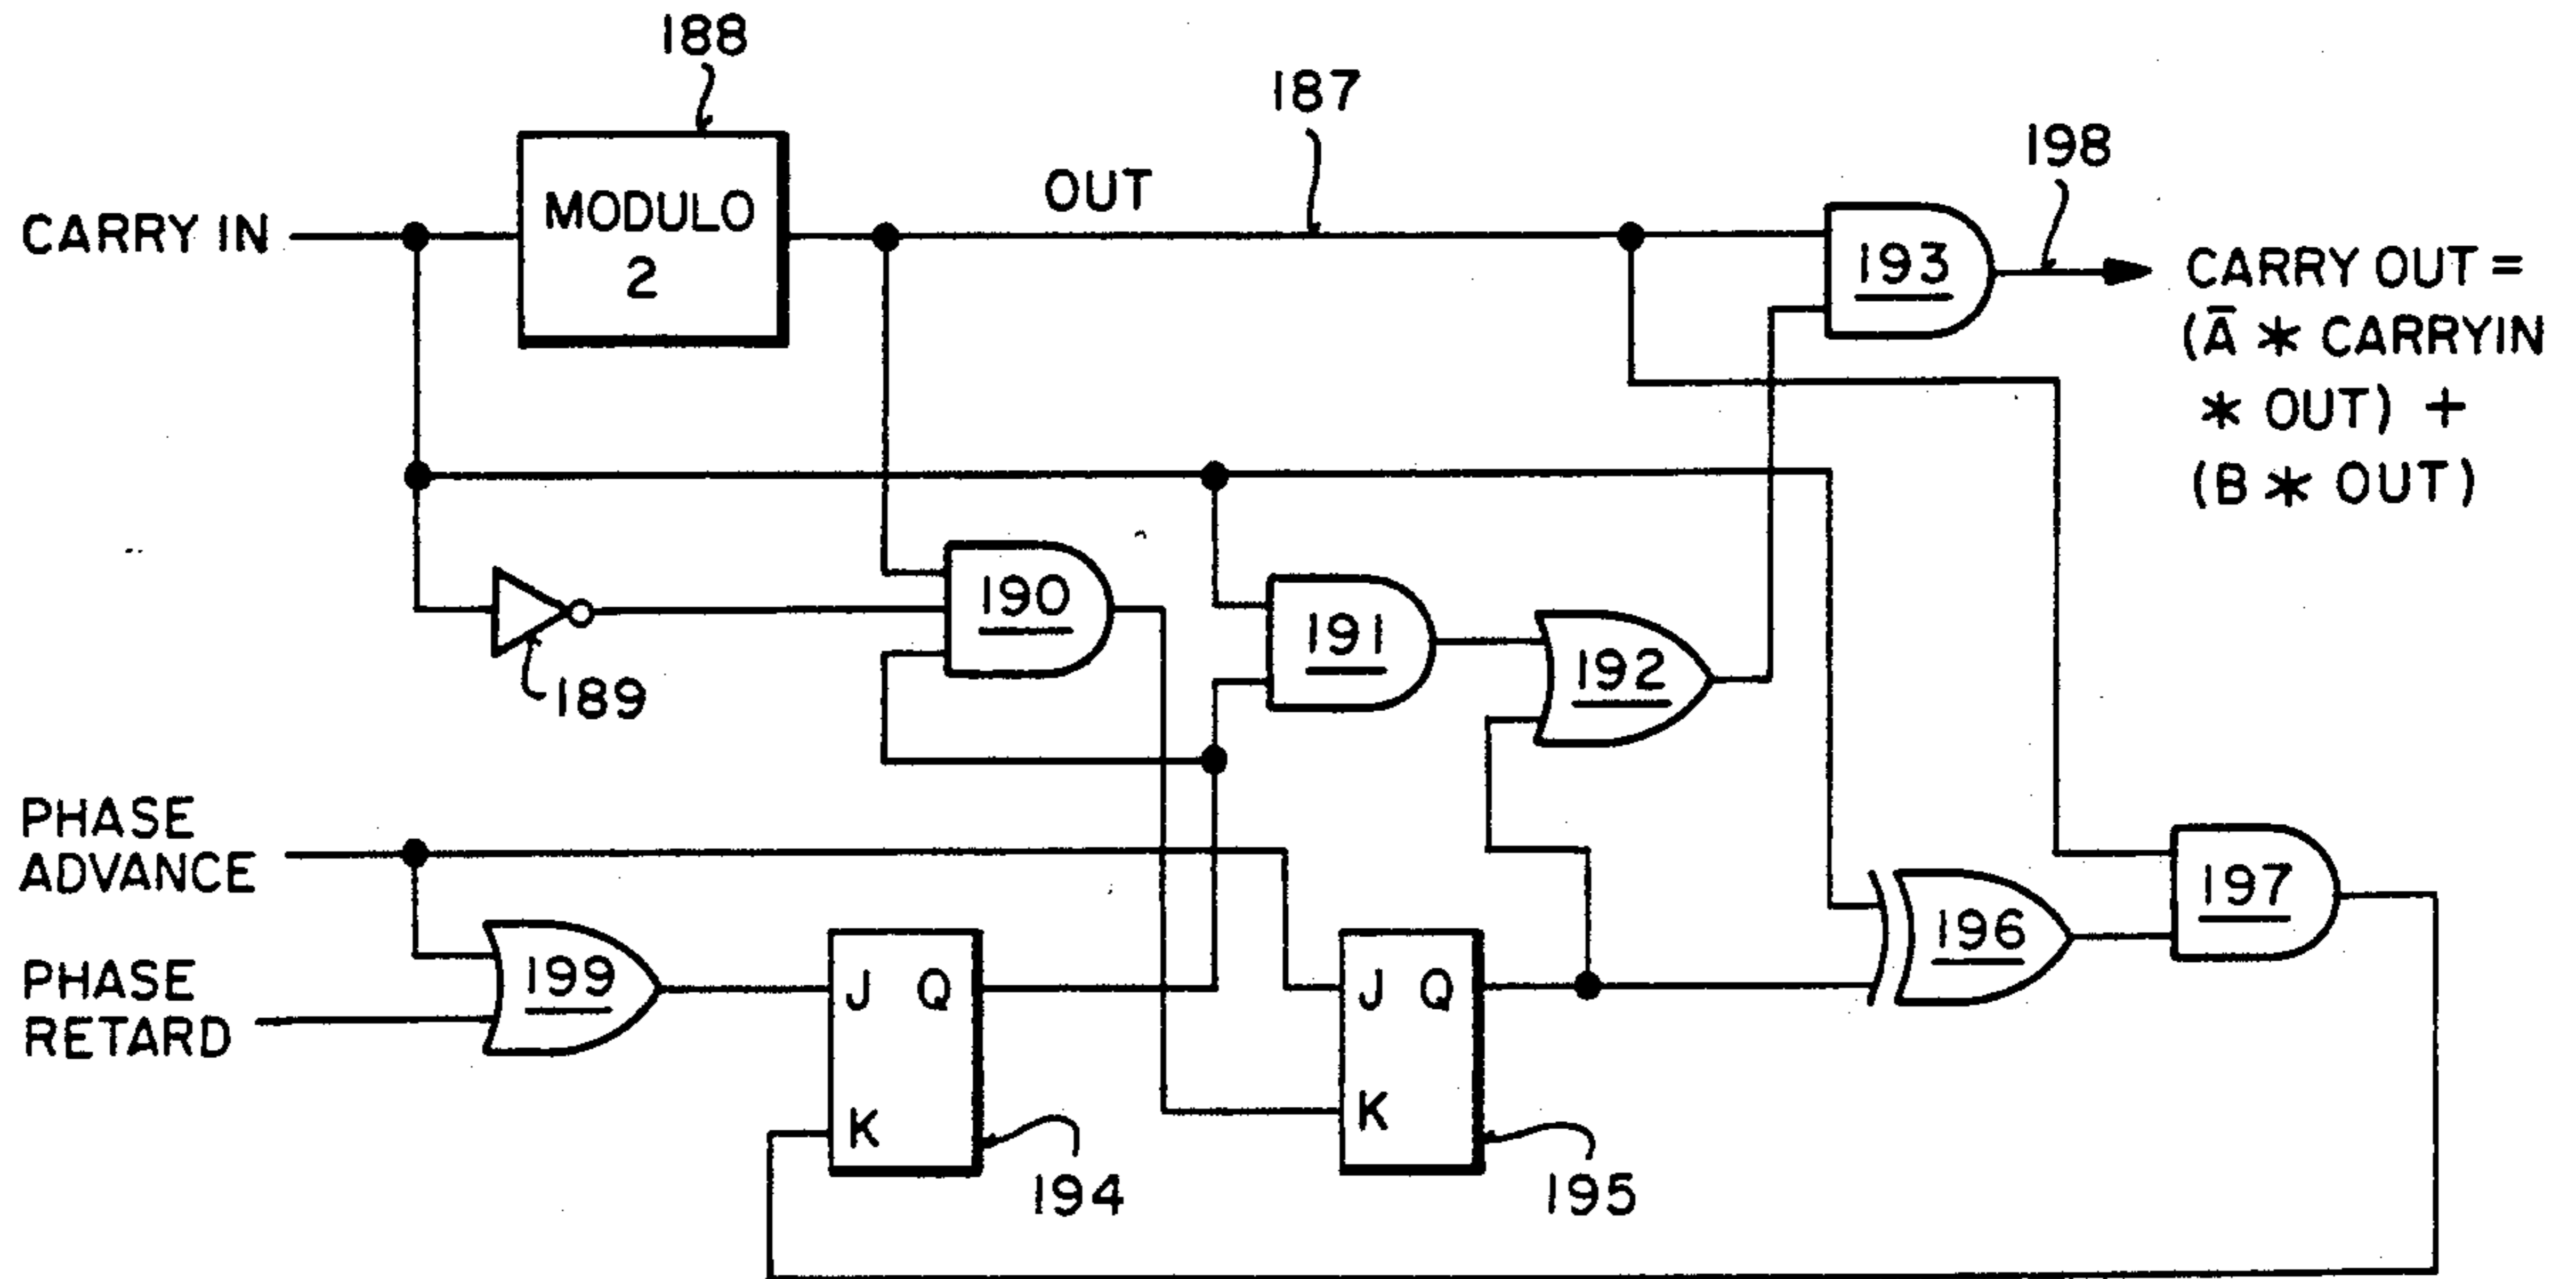 188
187
198
CARRY IN
MODULO
2
OUT
193
CARRY OUT =
(A̅ * CARRYIN
* OUT) +
(B * OUT)
190
191
192
189
PHASE
ADVANCE
PHASE
RETARD
199
J Q
K
194
J Q
K
195
196
197